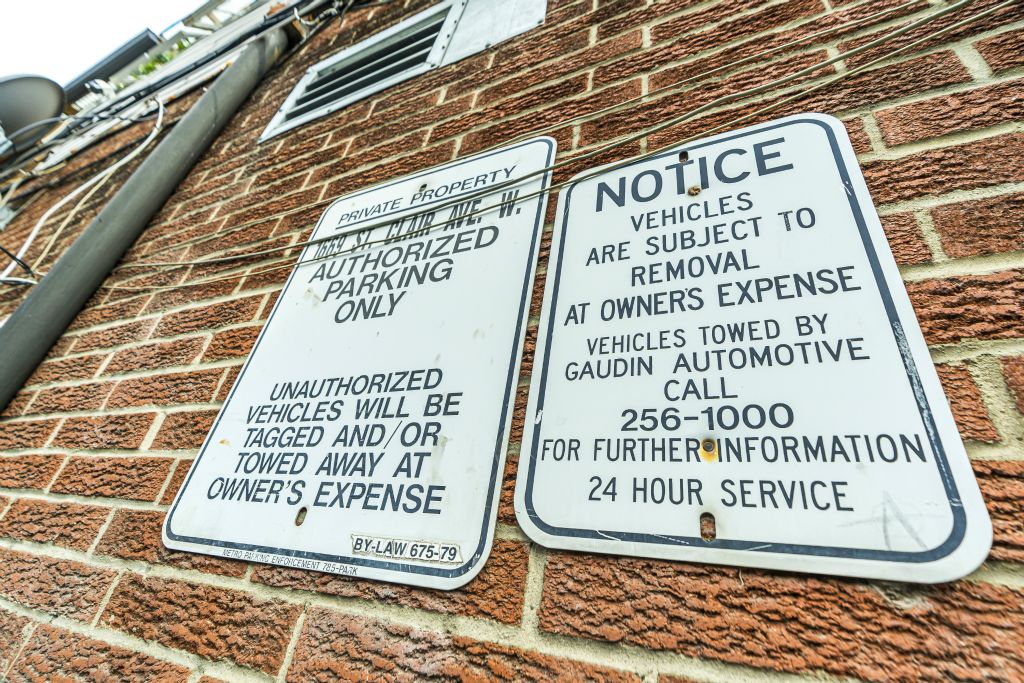 PRIVATE PROPERTY
1669 ST. CLAIR AVE. W.
AUTHORIZED
PARKING
ONLY
UNAUTHORIZED
VEHICLES WILL BE
TAGGED AND/OR
TOWED AWAY AT
OWNER'S EXPENSE
BY-LAW 675-79
METRO PARKING ENFORCEMENT 785-PARK
NOTICE
VEHICLES
ARE SUBJECT TO
REMOVAL
AT OWNER'S EXPENSE
VEHICLES TOWED BY
GAUDIN AUTOMOTIVE
CALL
256-1000
FOR FURTHER INFORMATION
24 HOUR SERVICE